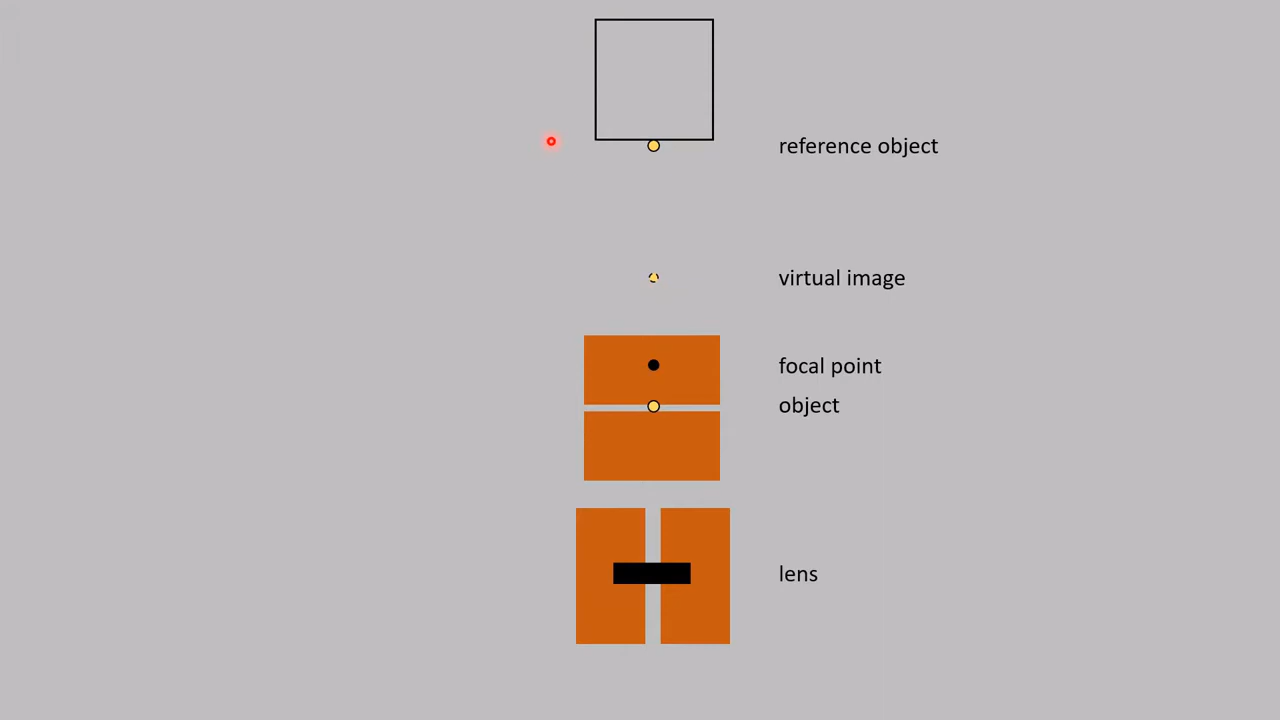 reference object
virtual image
focal point
object
lens